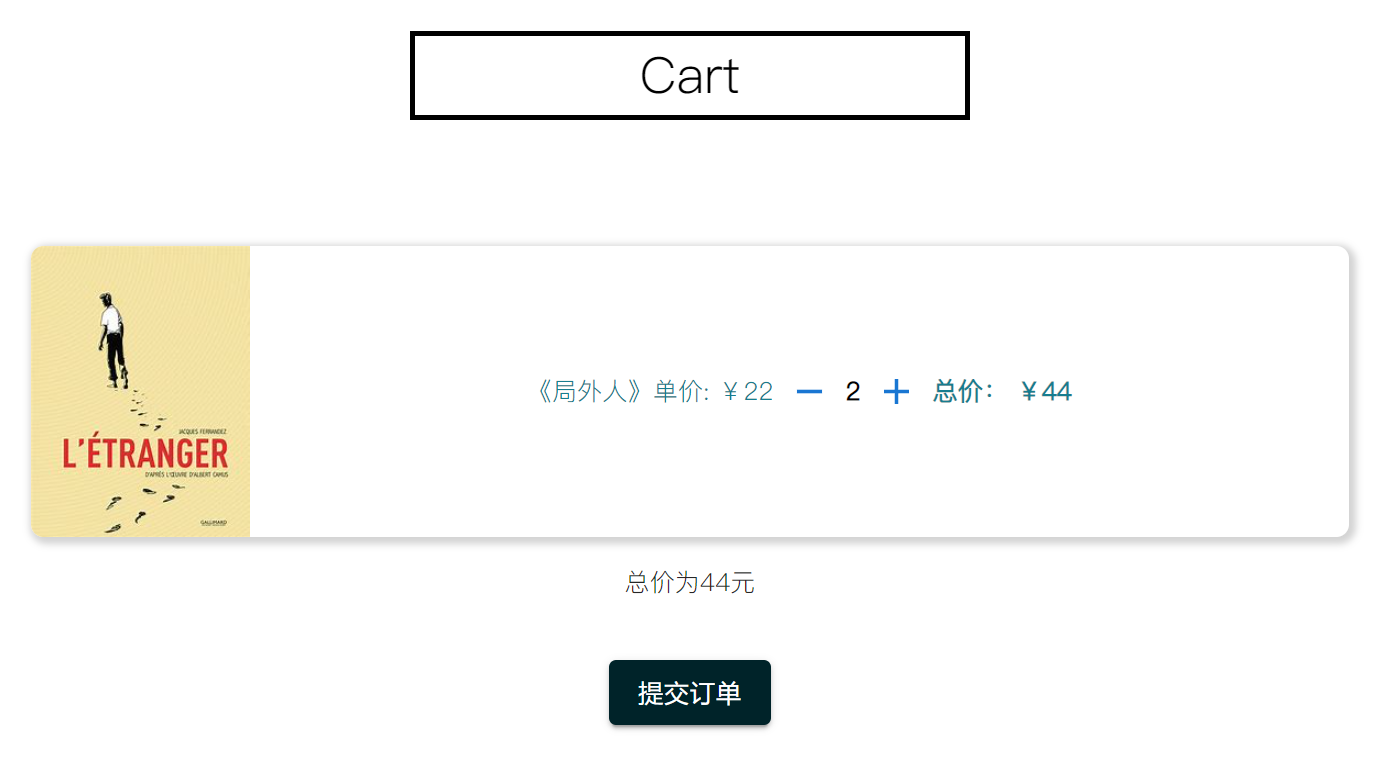 Cart
JACQUES FERRANDEZ
L'ÉTRANGER
D'APRÈS L'ŒUVRE D'ALBERT CAMUS
GALLIMARD
《局外人》单价: ￥22 — 2 + 总价： ￥44
总价为44元
提交订单